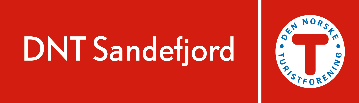 DNT Sandefjord
DEN NORSKE
T
TURISTFORENING